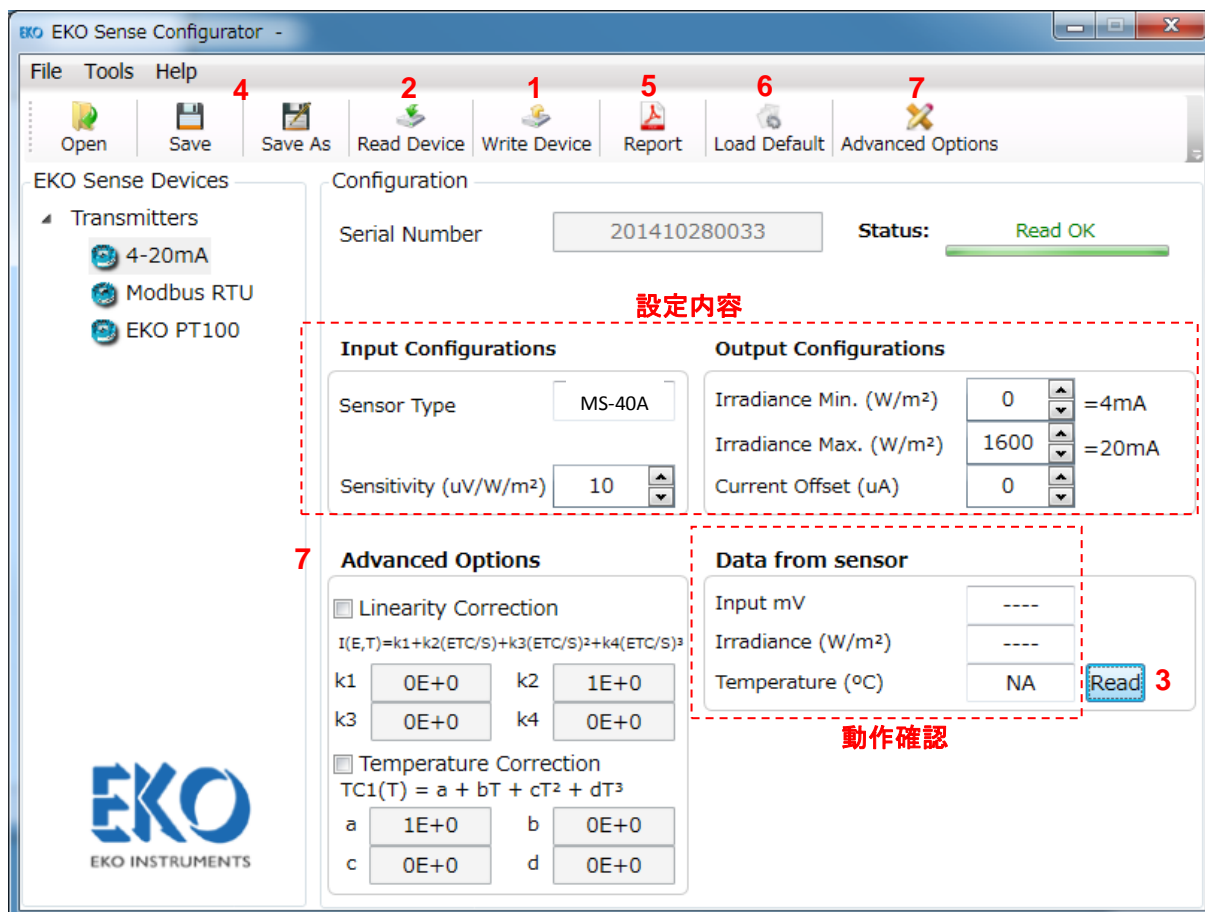 EKO EKO Sense Configurator -
File Tools Help
4 2 1 5 6 7
Open Save Save As Read Device Write Device Report Load Default Advanced Options
EKO Sense Devices
Transmitters
4-20mA
Modbus RTU
EKO PT100
Configuration
Serial Number 201410280033 Status: Read OK
設定内容
Input Configurations
Sensor Type MS-40A
Sensitivity (uV/W/m²) 10
Output Configurations
Irradiance Min. (W/m²) 0 =4mA
Irradiance Max. (W/m²) 1600 =20mA
Current Offset (uA) 0
7 Advanced Options
Linearity Correction
I(E,T)=k1+k2(ETC/S)+k3(ETC/S)²+k4(ETC/S)³
k1 0E+0 k2 1E+0
k3 0E+0 k4 0E+0
Temperature Correction
TC1(T) = a + bT + cT² + dT³
a 1E+0 b 0E+0
c 0E+0 d 0E+0
Data from sensor
Input mV ----
Irradiance (W/m²) ----
Temperature (ºC) NA Read 3
動作確認
EKO
EKO INSTRUMENTS